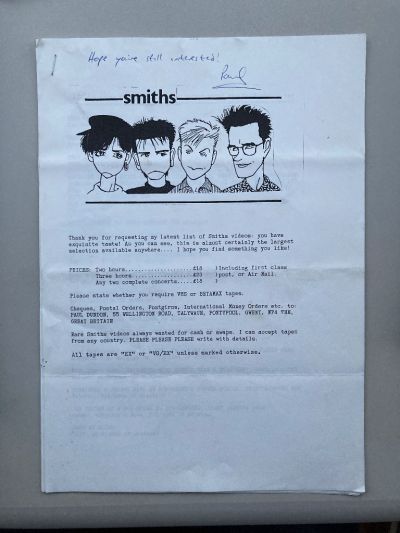 Hope you're still interested!
Paul
smiths
Thank you for requesting my latest list of Smiths videos: you have
exquisite taste! As you can see, this is almost certainly the largest
selection available anywhere.... I hope you find something you like!
PRICES: Two hours....................£18 )including first class
Three hours..................£20 )post, or Air Mail.
Any two complete concerts....£18 )
Please state whether you require VHS or BETAMAX tapes.
Cheques, Postal Orders, Postgiros, International Money Orders etc. to:
PAUL 55 WELLINGTON ROAD, TALYWAUN, PONTYPOOL, GWENT, NP4
GREAT BRITAIN
Rare Smiths videos always wanted for cash or swaps. I can accept tapes
from any country. PLEASE PLEASE PLEASE write with details.
All tapes are "EX" or "VG/EX" unless marked otherwise.